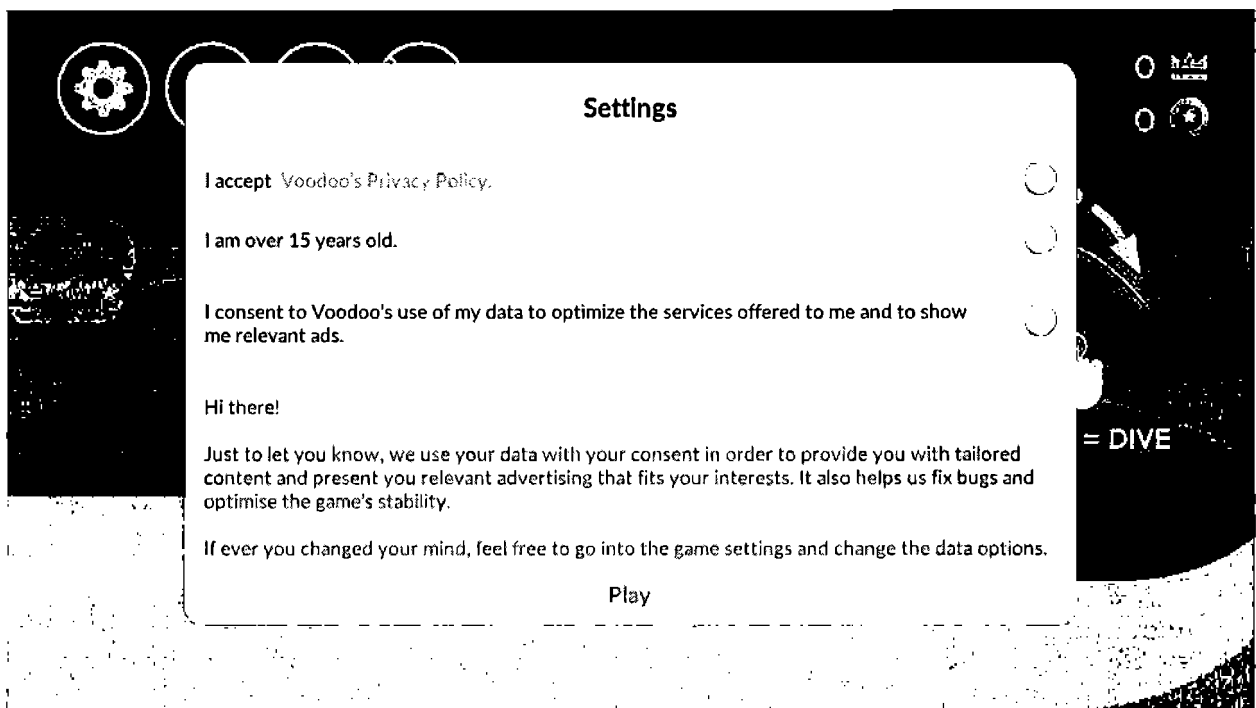 0
0
Settings
I accept Voodoo's Privacy Policy.
I am over 15 years old.
I consent to Voodoo's use of my data to optimize the services offered to me and to show
me relevant ads.
Hi there!
= DIVE
Just to let you know, we use your data with your consent in order to provide you with tailored
content and present you relevant advertising that fits your interests. It also helps us fix bugs and
optimise the game's stability.
If ever you changed your mind, feel free to go into the game settings and change the data options.
Play